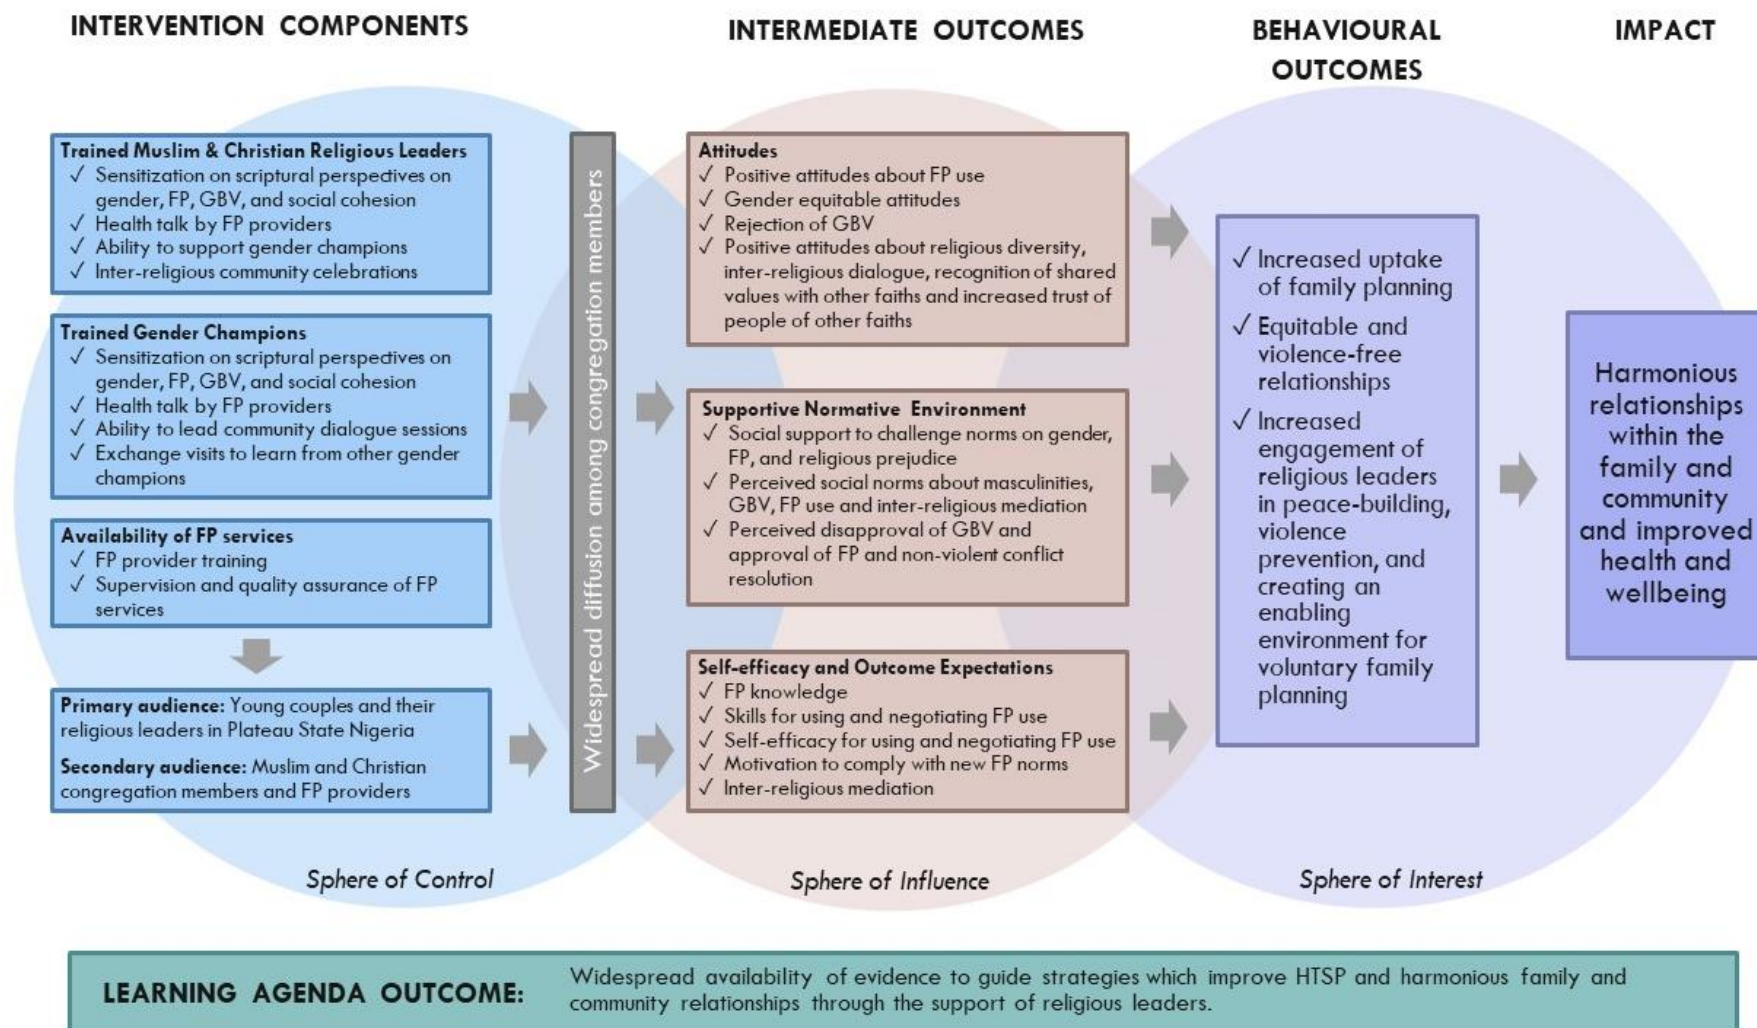 INTERVENTION COMPONENTS
INTERMEDIATE OUTCOMES
BEHAVIOURAL
OUTCOMES
IMPACT
Trained Muslim & Christian Religious Leaders
✓ Sensitization on scriptural perspectives on
gender, FP, GBV, and social cohesion
✓ Health talk by FP providers
✓ Ability to support gender champions
✓ Inter-religious community celebrations
Trained Gender Champions
✓ Sensitization on scriptural perspectives on
gender, FP, GBV, and social cohesion
✓ Health talk by FP providers
✓ Ability to lead community dialogue sessions
✓ Exchange visits to learn from other gender
champions
Availability of FP services
✓ FP provider training
✓ Supervision and quality assurance of FP
services
Primary audience: Young couples and their
religious leaders in Plateau State Nigeria
Secondary audience: Muslim and Christian
congregation members and FP providers
Widespread diffusion among congregation members
Attitudes
✓ Positive attitudes about FP use
✓ Gender equitable attitudes
✓ Rejection of GBV
✓ Positive attitudes about religious diversity,
inter-religious dialogue, recognition of shared
values with other faiths and increased trust of
people of other faiths
Supportive Normative Environment
✓ Social support to challenge norms on gender,
FP, and religious prejudice
✓ Perceived social norms about masculinities,
GBV, FP use and inter-religious mediation
✓ Perceived disapproval of GBV and
approval of FP and non-violent conflict
resolution
Self-efficacy and Outcome Expectations
✓ FP knowledge
✓ Skills for using and negotiating FP use
✓ Self-efficacy for using and negotiating FP use
✓ Motivation to comply with new FP norms
✓ Inter-religious mediation
✓ Increased uptake
of family planning
✓ Equitable and
violence-free
relationships
✓ Increased
engagement of
religious leaders
in peace-building,
violence
prevention, and
creating an
enabling
environment for
voluntary family
planning
Harmonious
relationships
within the
family and
community
and improved
health and
wellbeing
Sphere of Control
Sphere of Influence
Sphere of Interest
LEARNING AGENDA OUTCOME:
Widespread availability of evidence to guide strategies which improve HTSP and harmonious family and
community relationships through the support of religious leaders.